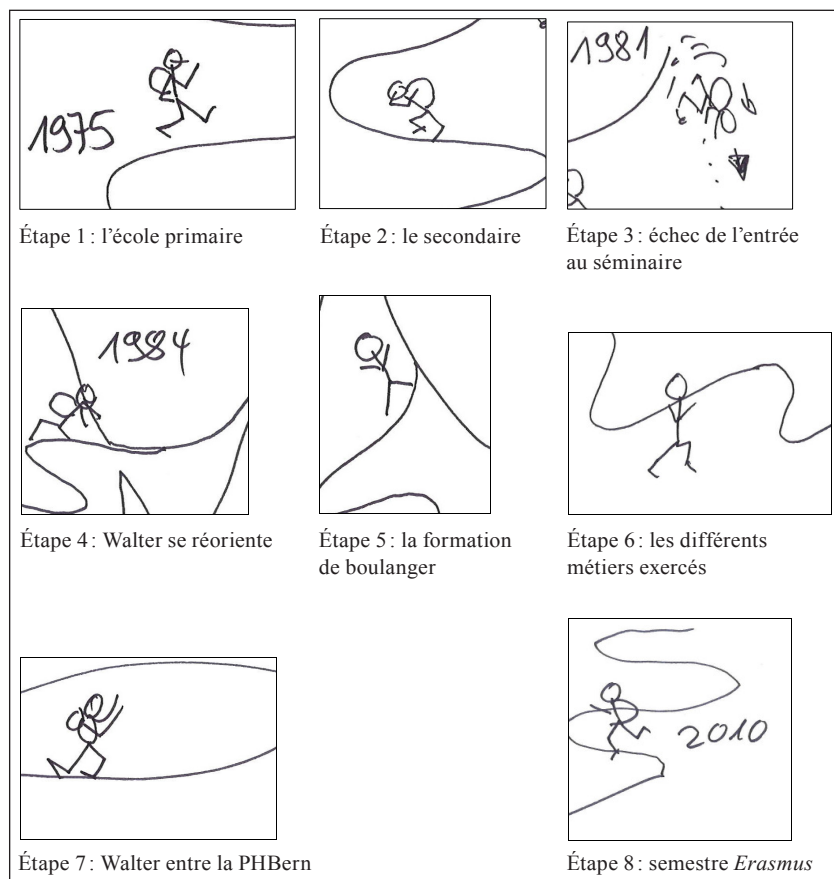 1975
1981
Étape 1 : l'école primaire
Étape 2 : le secondaire
Étape 3 : échec de l'entrée
au séminaire
1984
Étape 4 : Walter se réoriente
Étape 5 : la formation
de boulanger
Étape 6 : les différents
métiers exercés
2010
Étape 7 : Walter entre la PHBern
Étape 8 : semestre Erasmus